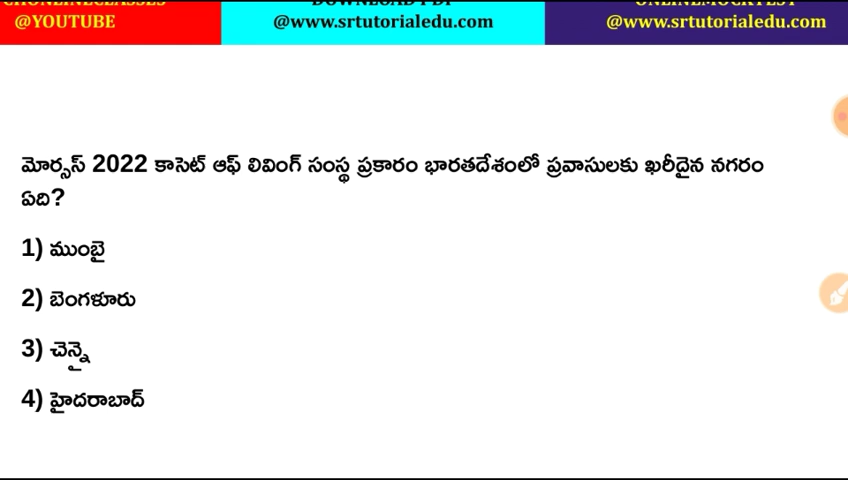 @YOUTUBE
@www.srtutorialedu.com
@www.srtutorialedu.com
మోర్సస్ 2022 కాసెట్ ఆఫ్ లివింగ్ సంస్థ ప్రకారం భారతదేశంలో ప్రవాసులకు ఖరీదైన నగరం
ఏది?
1) ముంబై
2) బెంగళూరు
3) చెన్నై
4) హైదరాబాద్